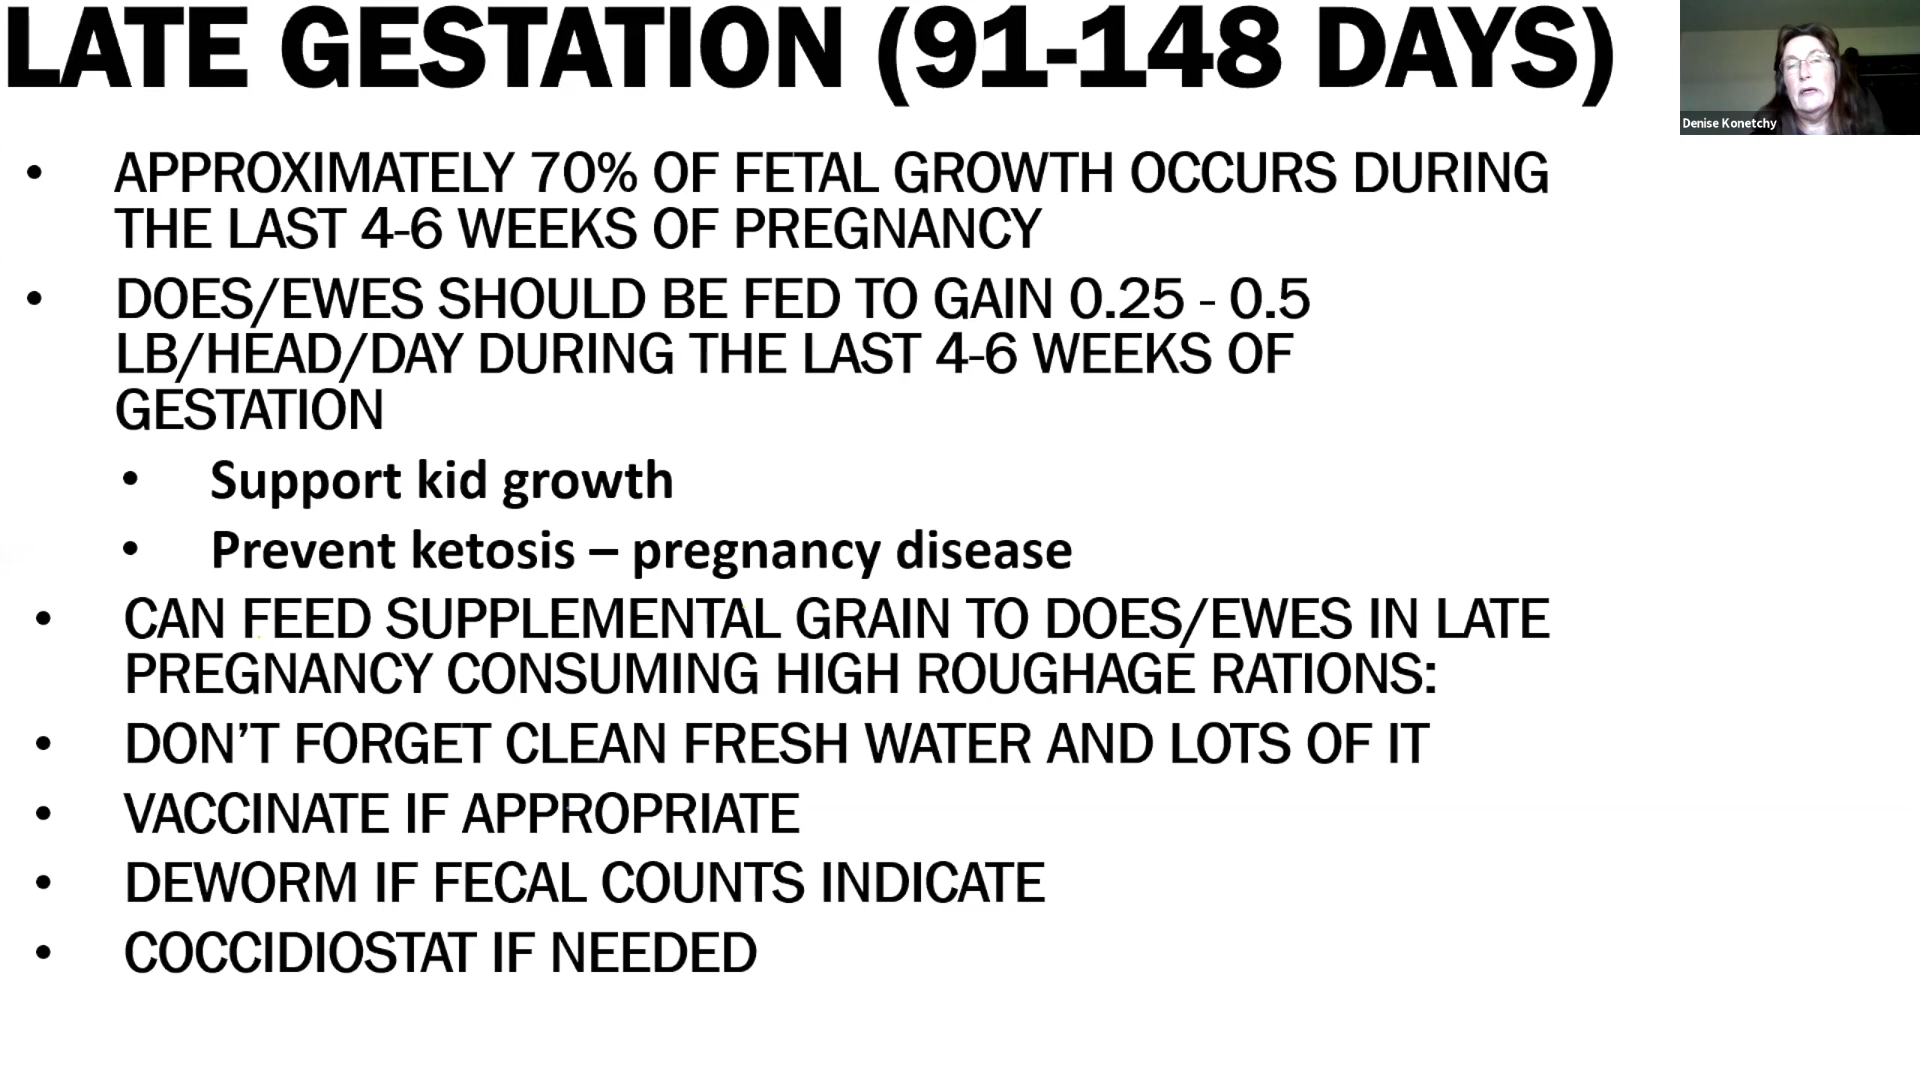 LATE GESTATION (91-148 DAYS)
Denise Konetchy
• APPROXIMATELY 70% OF FETAL GROWTH OCCURS DURING
THE LAST 4-6 WEEKS OF PREGNANCY
• DOES/EWES SHOULD BE FED TO GAIN 0.25 - 0.5
LB/HEAD/DAY DURING THE LAST 4-6 WEEKS OF
GESTATION
• Support kid growth
• Prevent ketosis – pregnancy disease
• CAN FEED SUPPLEMENTAL GRAIN TO DOES/EWES IN LATE
PREGNANCY CONSUMING HIGH ROUGHAGE RATIONS:
• DON'T FORGET CLEAN FRESH WATER AND LOTS OF IT
• VACCINATE IF APPROPRIATE
• DEWORM IF FECAL COUNTS INDICATE
• COCCIDIOSTAT IF NEEDED